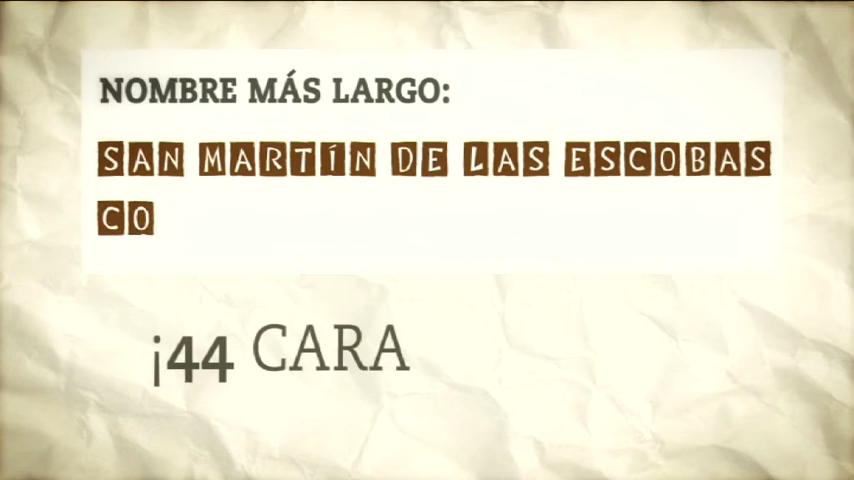 NOMBRE MÁS LARGO:
SAN MARTÍN DE LAS ESCOBAS
CO
¡44 CARA